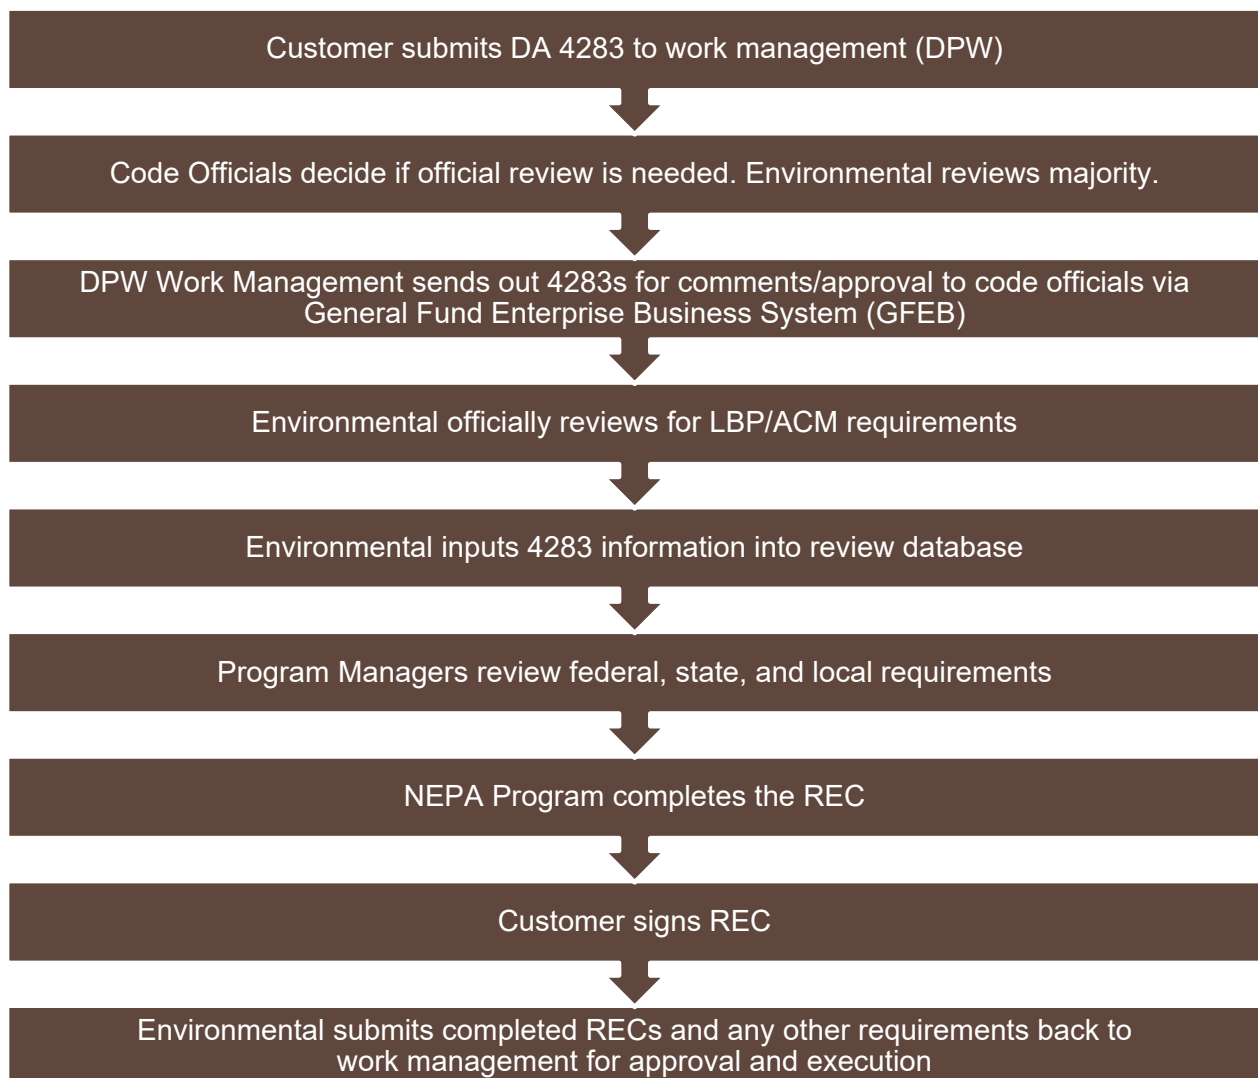 Customer submits DA 4283 to work management (DPW)
Code Officials decide if official review is needed. Environmental reviews majority.
DPW Work Management sends out 4283s for comments/approval to code officials via
General Fund Enterprise Business System (GFEB)
Environmental officially reviews for LBP/ACM requirements
Environmental inputs 4283 information into review database
Program Managers review federal, state, and local requirements
NEPA Program completes the REC
Customer signs REC
Environmental submits completed RECs and any other requirements back to
work management for approval and execution